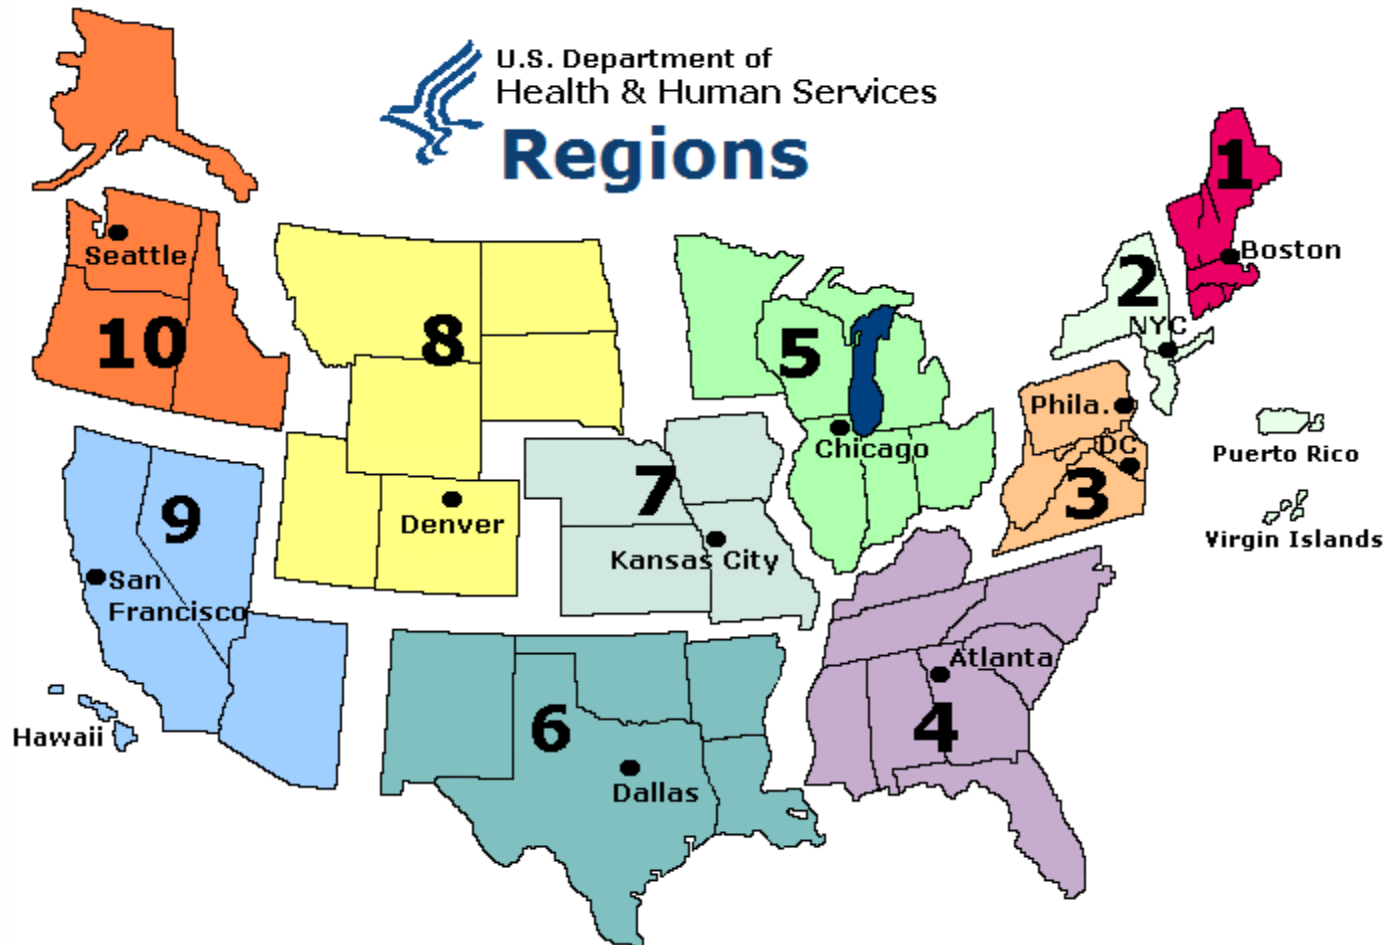 U.S. Department of
Health & Human Services
Regions
1
Seattle
Boston
2
NYC
10
8
5
Phila.
DC
Chicago
Puerto Rico
7
3
9
Denver
Virgin Islands
Kansas City
San
Francisco
Atlanta
Hawaii
6
4
Dallas